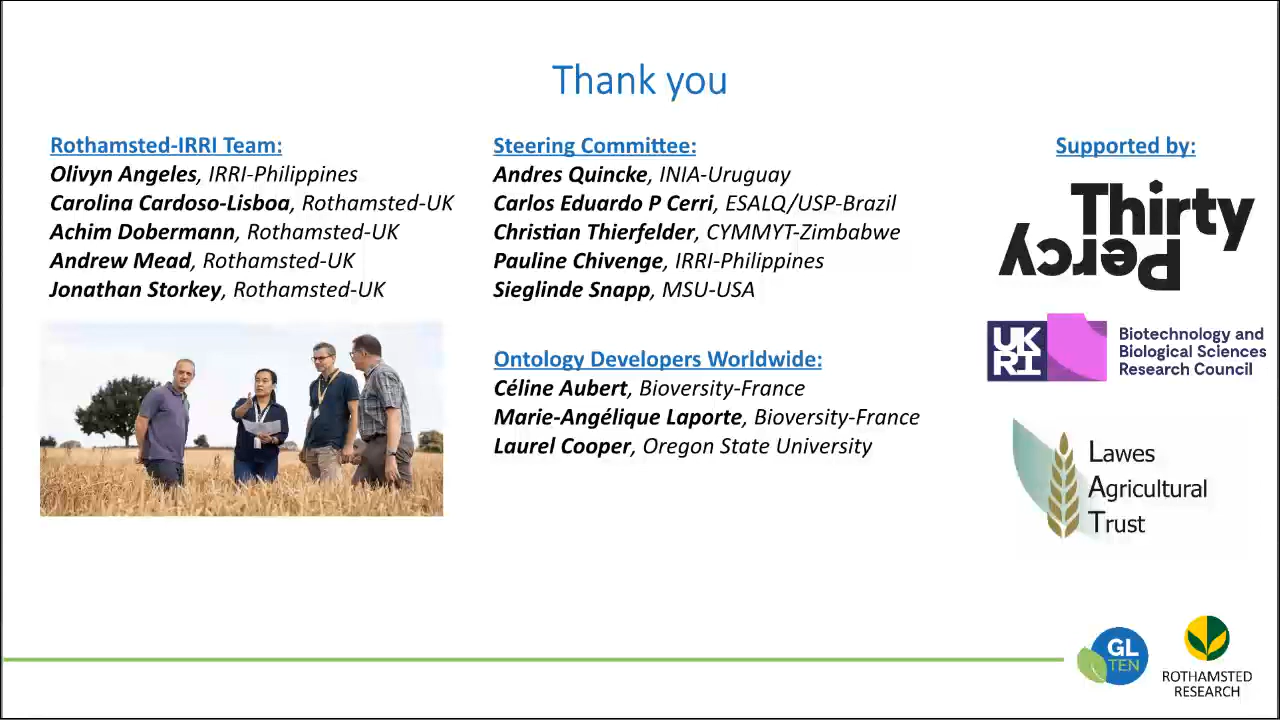 Thank you
Rothamsted-IRRI Team:
Olivyn Angeles, IRRI-Philippines
Carolina Cardoso-Lisboa, Rothamsted-UK
Achim Dobermann, Rothamsted-UK
Andrew Mead, Rothamsted-UK
Jonathan Storkey, Rothamsted-UK
Steering Committee:
Andres Quincke, INIA-Uruguay
Carlos Eduardo P Cerri, ESALQ/USP-Brazil
Christian Thierfelder, CYMMYT-Zimbabwe
Pauline Chivenge, IRRI-Philippines
Sieglinde Snapp, MSU-USA
Ontology Developers Worldwide:
Céline Aubert, Bioversity-France
Marie-Angélique Laporte, Bioversity-France
Laurel Cooper, Oregon State University
Supported by:
Thirty
Percy
UK
RI
Biotechnology and
Biological Sciences
Research Council
Lawes
Agricultural
Trust
GL
TEN
ROTHAMSTED
RESEARCH